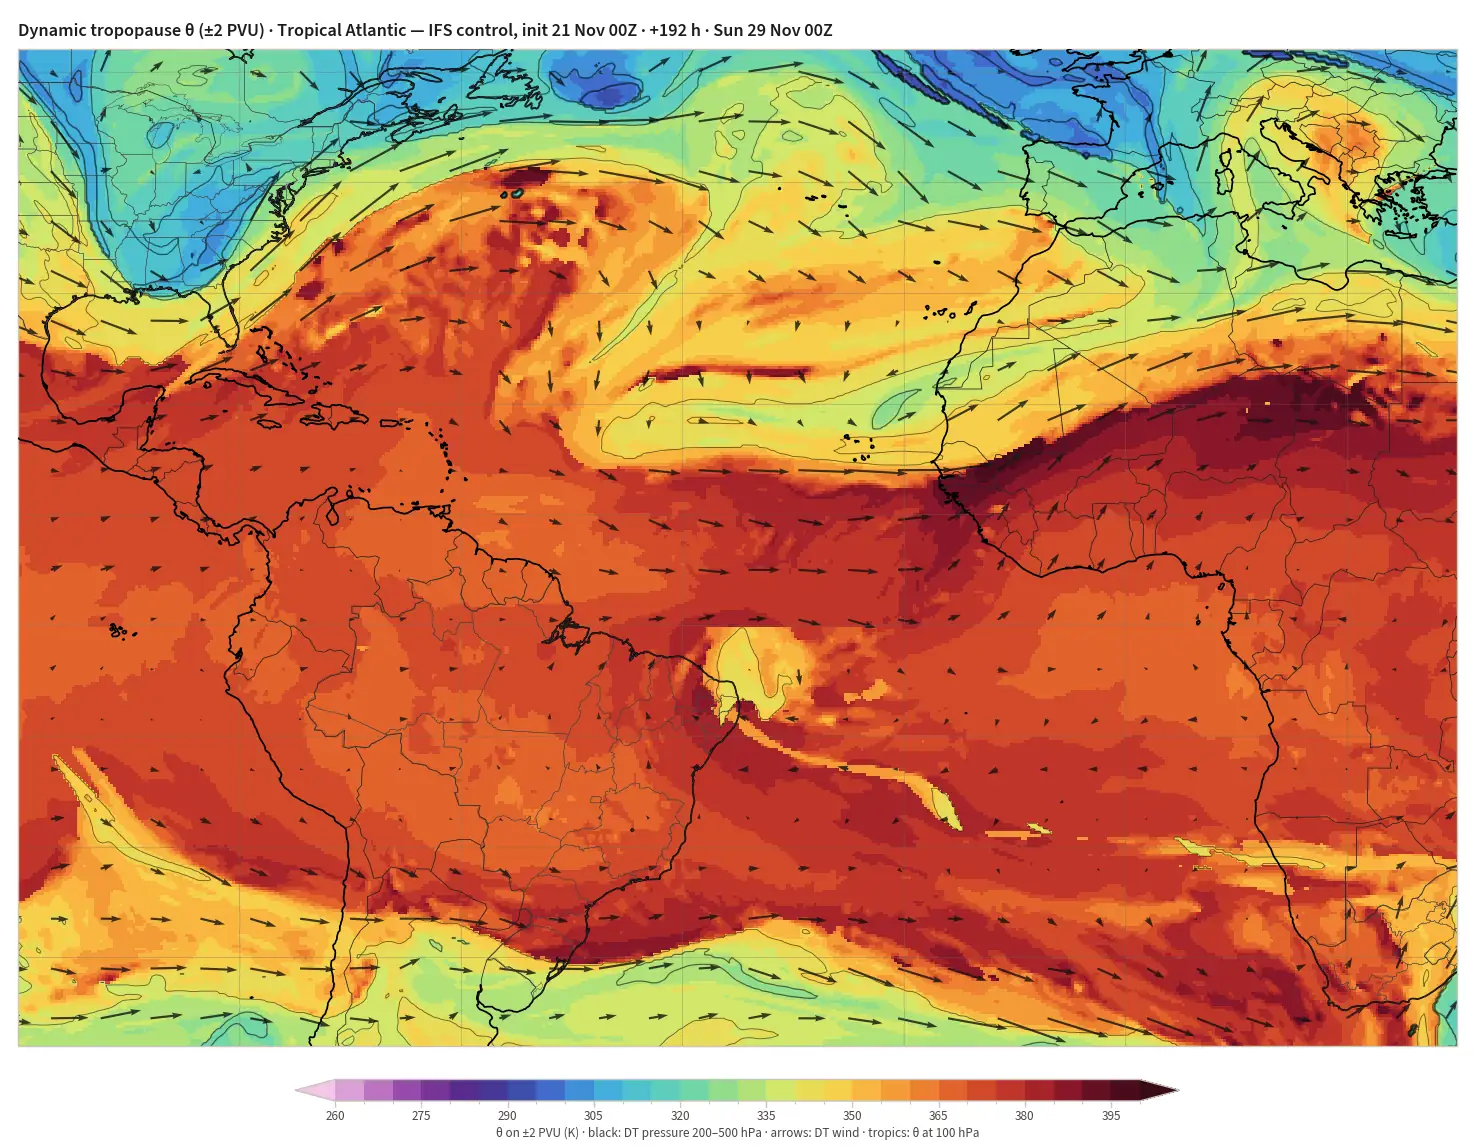 Dynamic tropopause θ (±2 PVU) · Tropical Atlantic — IFS control, init 21 Nov 00Z · +192 h · Sun 29 Nov 00Z
260 275 290 305 320 335 350 365 380 395
θ on ±2 PVU (K) · black: DT pressure 200–500 hPa · arrows: DT wind · tropics: θ at 100 hPa